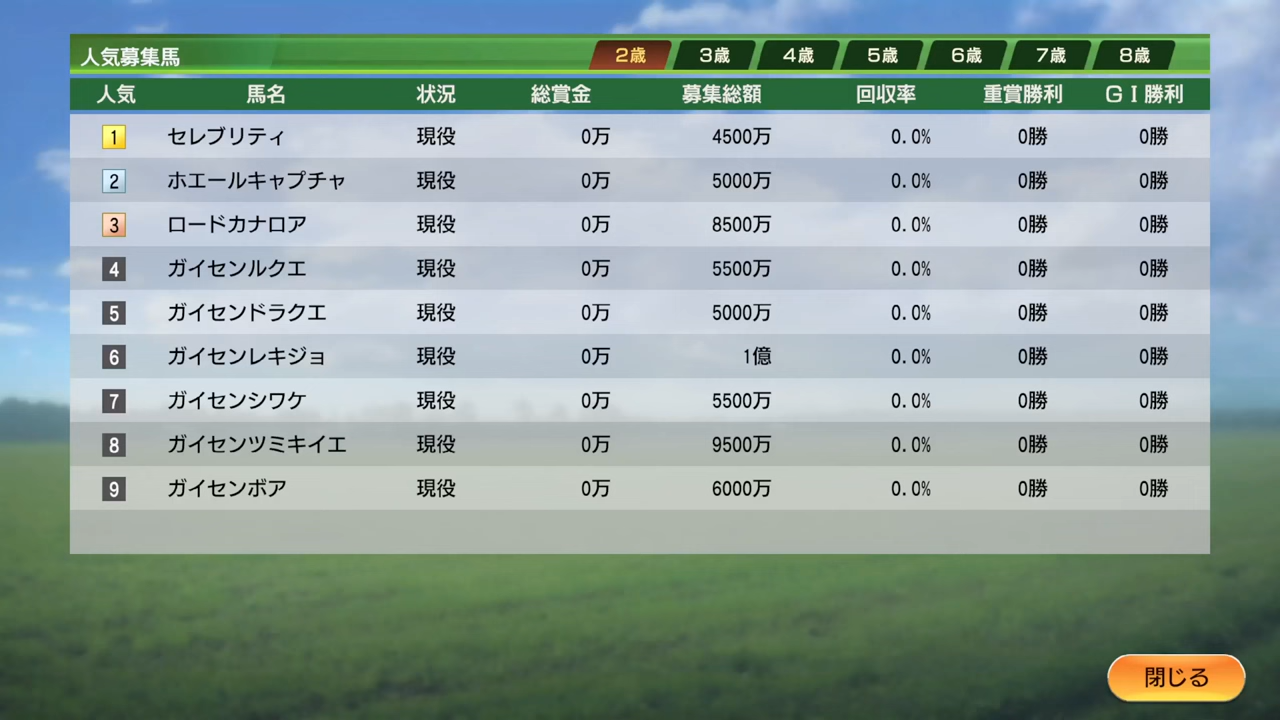 人気募集馬 2歳 3歳 4歳 5歳 6歳 7歳 8歳
人気 馬名 状況 総賞金 募集総額 回収率 重賞勝利 GⅠ勝利
1 セレブリティ 現役 0万 4500万 0.0% 0勝 0勝
2 ホエールキャプチャ 現役 0万 5000万 0.0% 0勝 0勝
3 ロードカナロア 現役 0万 8500万 0.0% 0勝 0勝
4 ガイセンルクエ 現役 0万 5500万 0.0% 0勝 0勝
5 ガイセンドラクエ 現役 0万 5000万 0.0% 0勝 0勝
6 ガイセンレキジョ 現役 0万 1億 0.0% 0勝 0勝
7 ガイセンシワケ 現役 0万 5500万 0.0% 0勝 0勝
8 ガイセンツミキイエ 現役 0万 9500万 0.0% 0勝 0勝
9 ガイセンボア 現役 0万 6000万 0.0% 0勝 0勝
閉じる